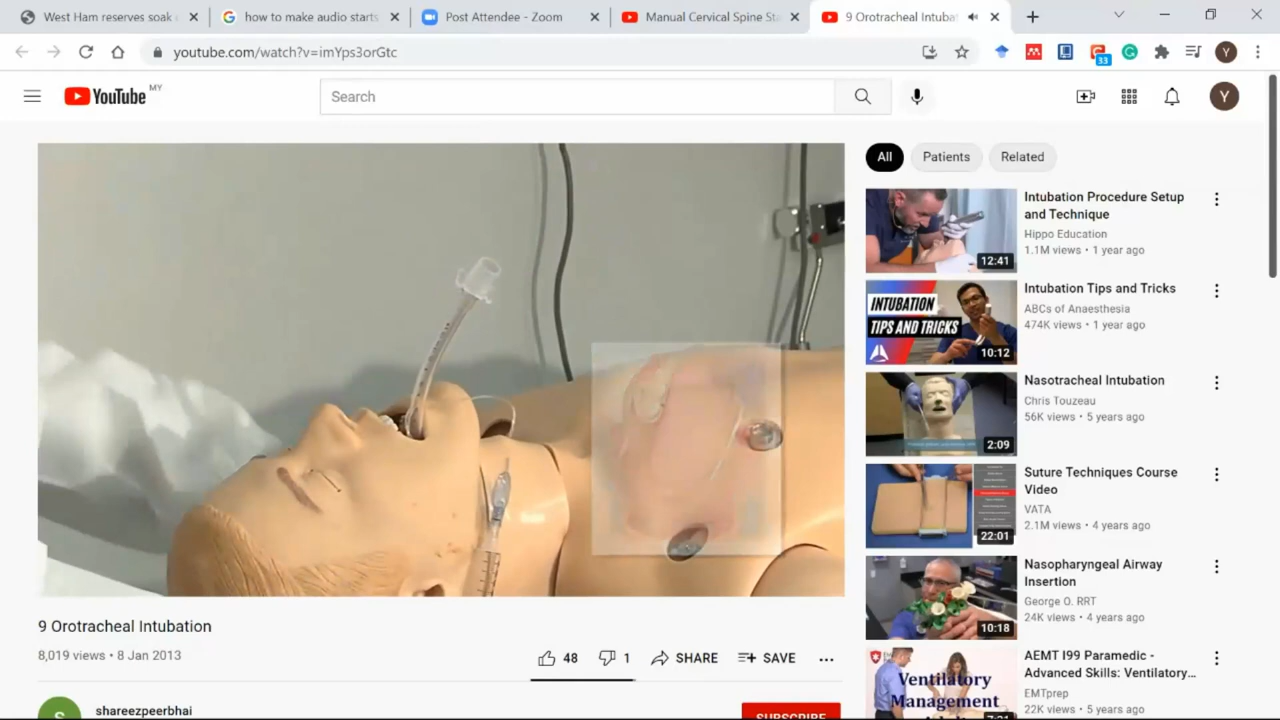 West Ham reserves soak
how to make audio starts
Post Attendee - Zoom
Manual Cervical Spine Sta
9 Orotracheal Intubat
youtube.com/watch?v=imYps3orGtc
33
Y
YouTube MY
Search
Y
All
Patients
Related
Intubation Procedure Setup
and Technique
Hippo Education
1.1M views • 1 year ago
12:41
INTUBATION
TIPS AND TRICKS
10:12
Intubation Tips and Tricks
ABCs of Anaesthesia
474K views • 1 year ago
Nasotracheal Intubation
Chris Touzeau
56K views • 5 years ago
2:09
Suture Techniques Course
Video
VATA
2.1M views • 4 years ago
22:01
Nasopharyngeal Airway
Insertion
George O. RRT
24K views • 4 years ago
10:18
AEMT I99 Paramedic -
Advanced Skills: Ventilatory...
EMTprep
22K views • 5 years ago
Ventilatory
Management
9 Orotracheal Intubation
8,019 views • 8 Jan 2013
48
1
SHARE
SAVE
shareezpeerbhai
SUBSCRIBE